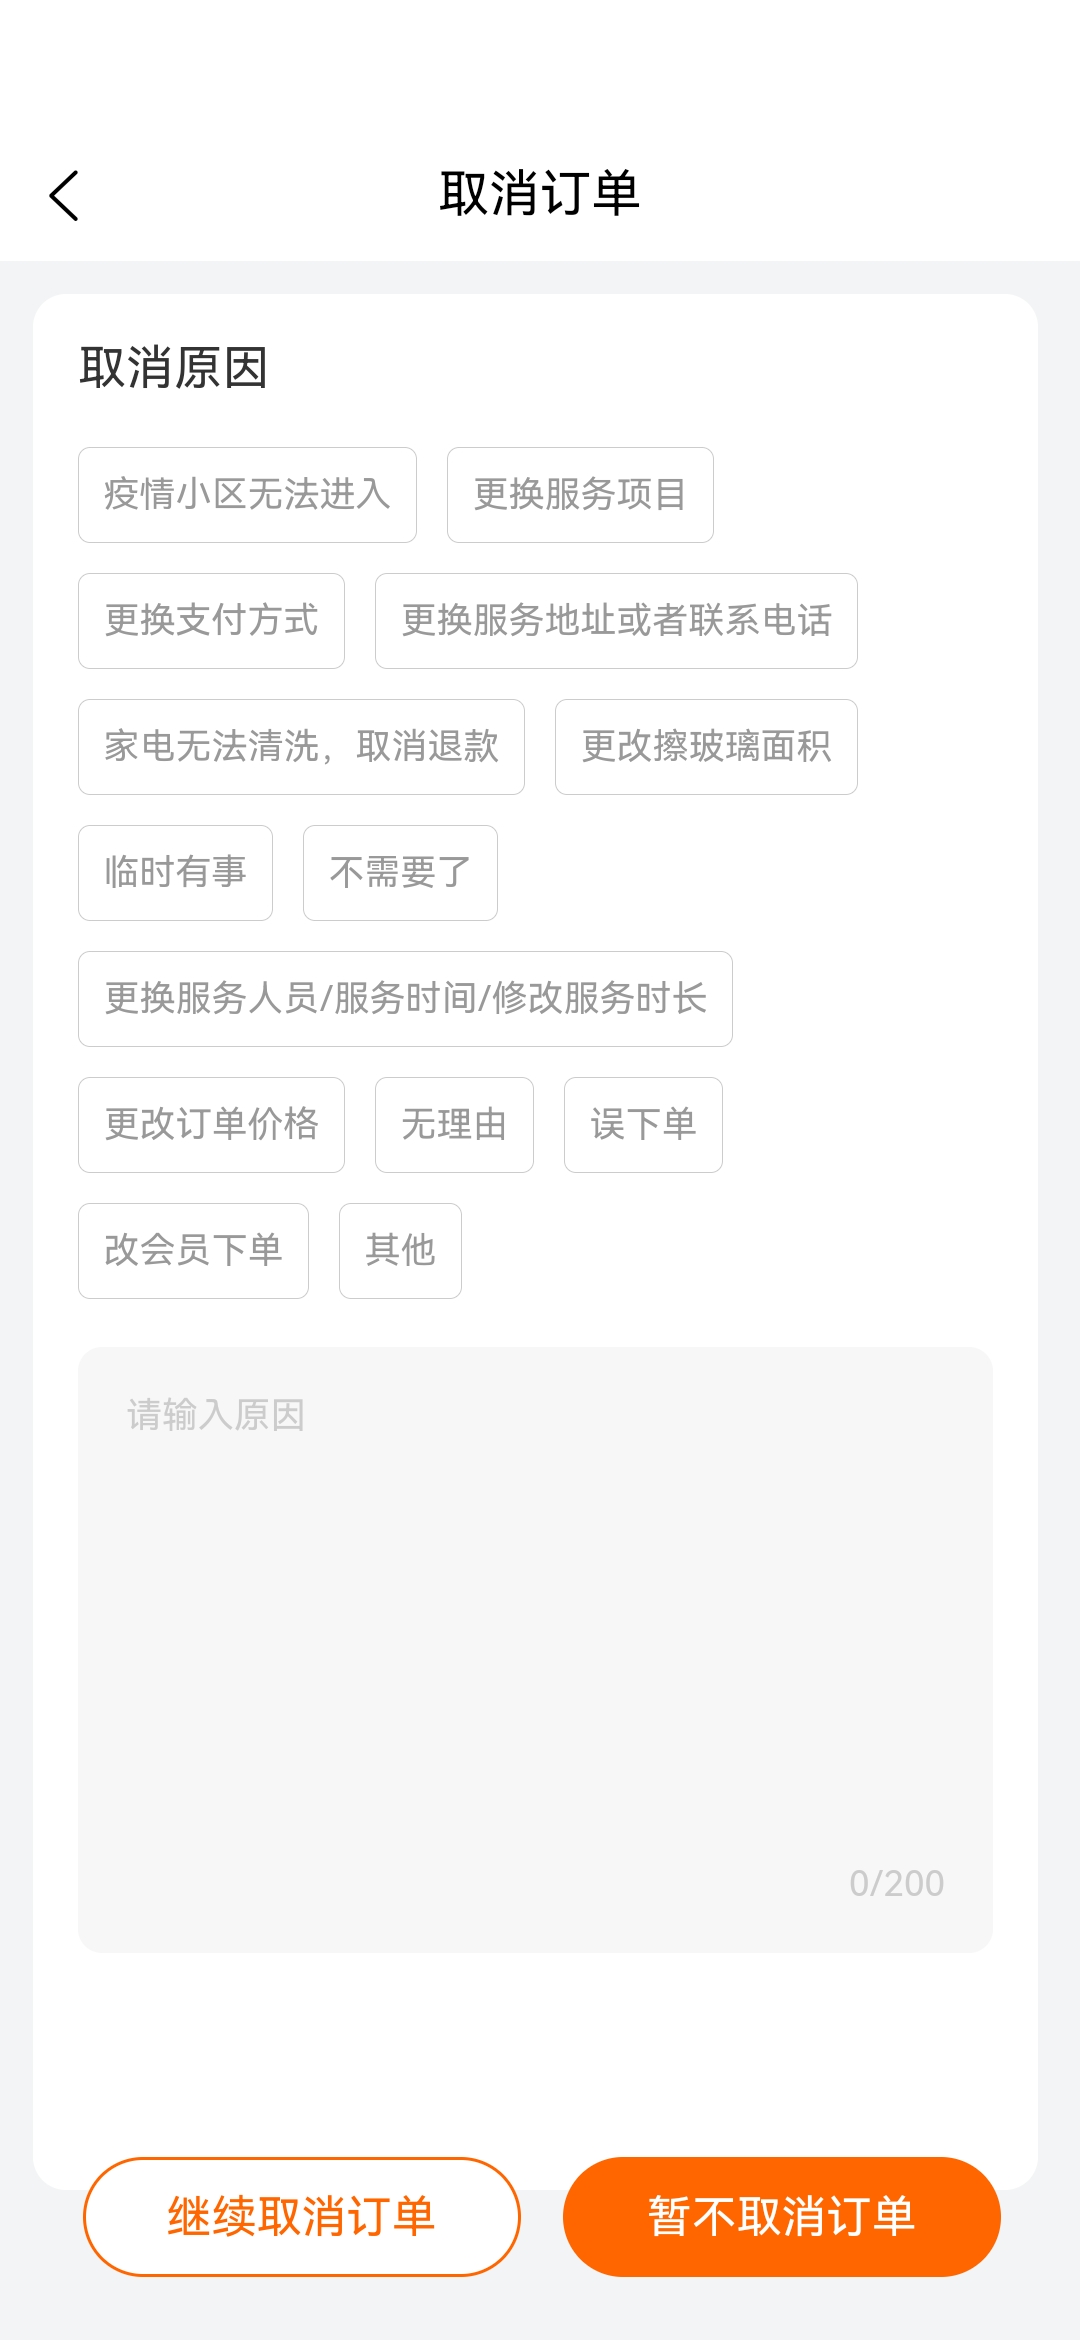 取消订单
取消原因
疫情小区无法进入 更换服务项目
更换支付方式 更换服务地址或者联系电话
家电无法清洗，取消退款 更改擦玻璃面积
临时有事 不需要了
更换服务人员/服务时间/修改服务时长
更改订单价格 无理由 误下单
改会员下单 其他
请输入原因
0/200
继续取消订单 暂不取消订单